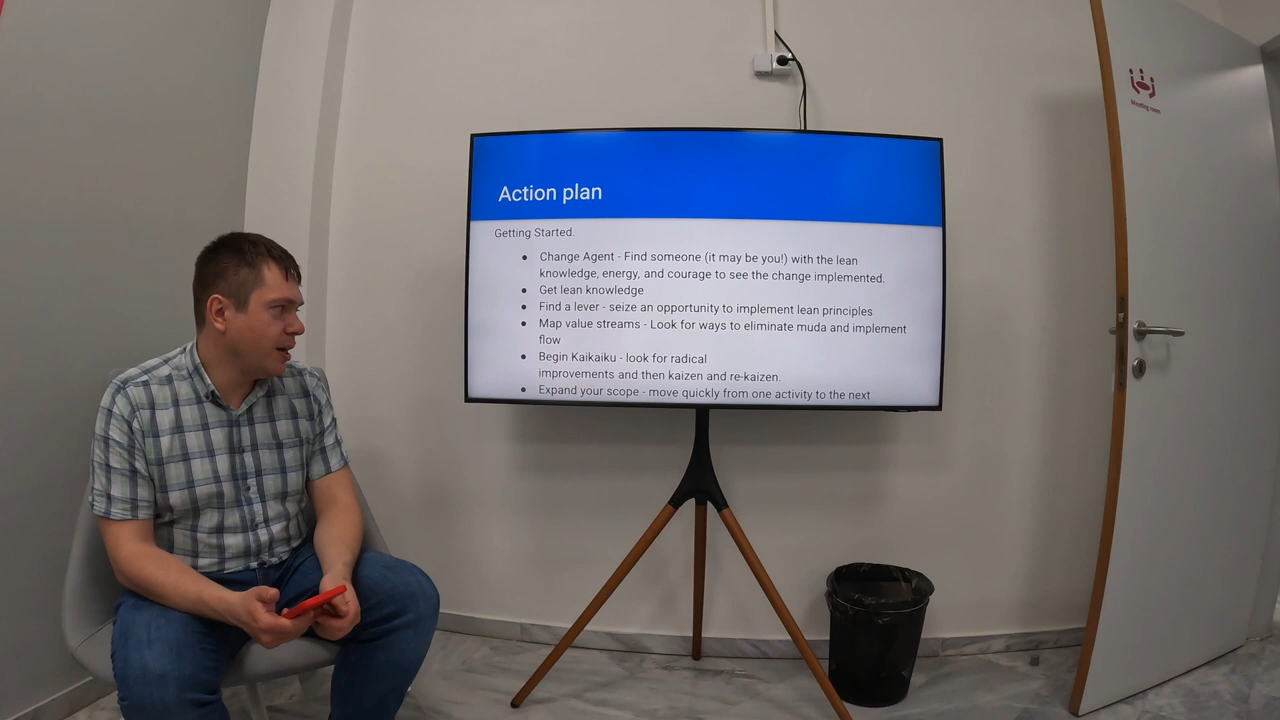 Action plan
Getting Started.
Change Agent - Find someone (it may be you!) with the lean
knowledge, energy, and courage to see the change implemented.
Get lean knowledge
Find a lever - seize an opportunity to implement lean principles
Map value streams - Look for ways to eliminate muda and implement
flow
Begin Kaikaiku - look for radical
improvements and then kaizen and re-kaizen.
Expand your scope - move quickly from one activity to the next
Meeting room